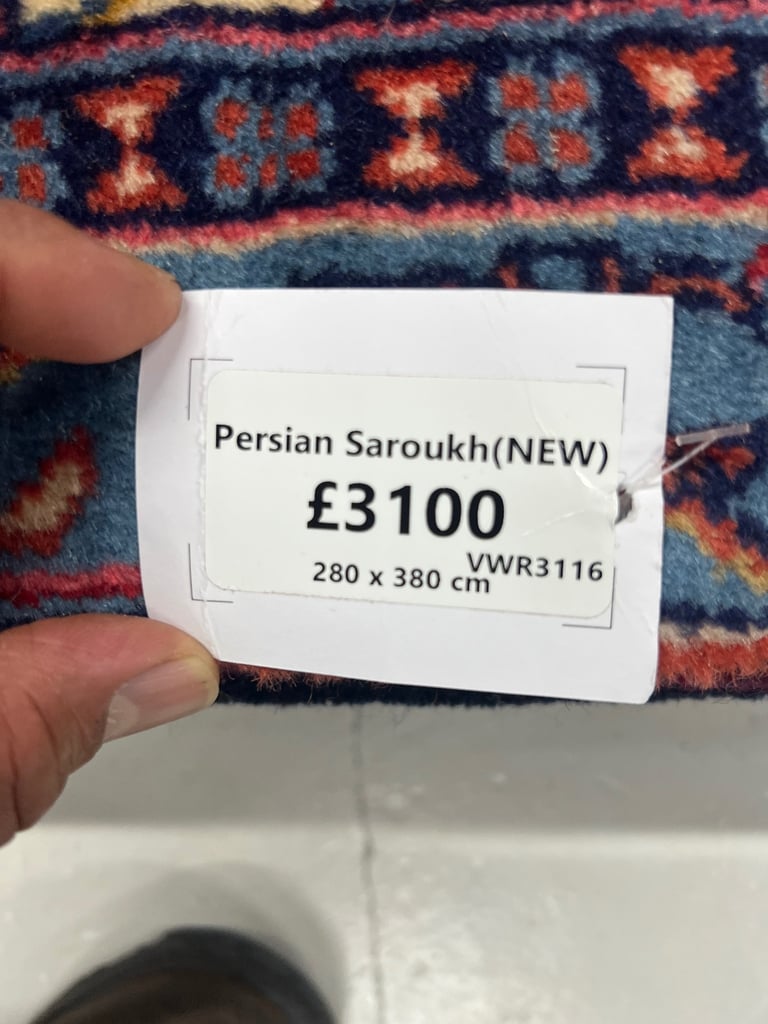 Persian Saroukh(NEW)
£3100
VWR3116
280 x 380 cm